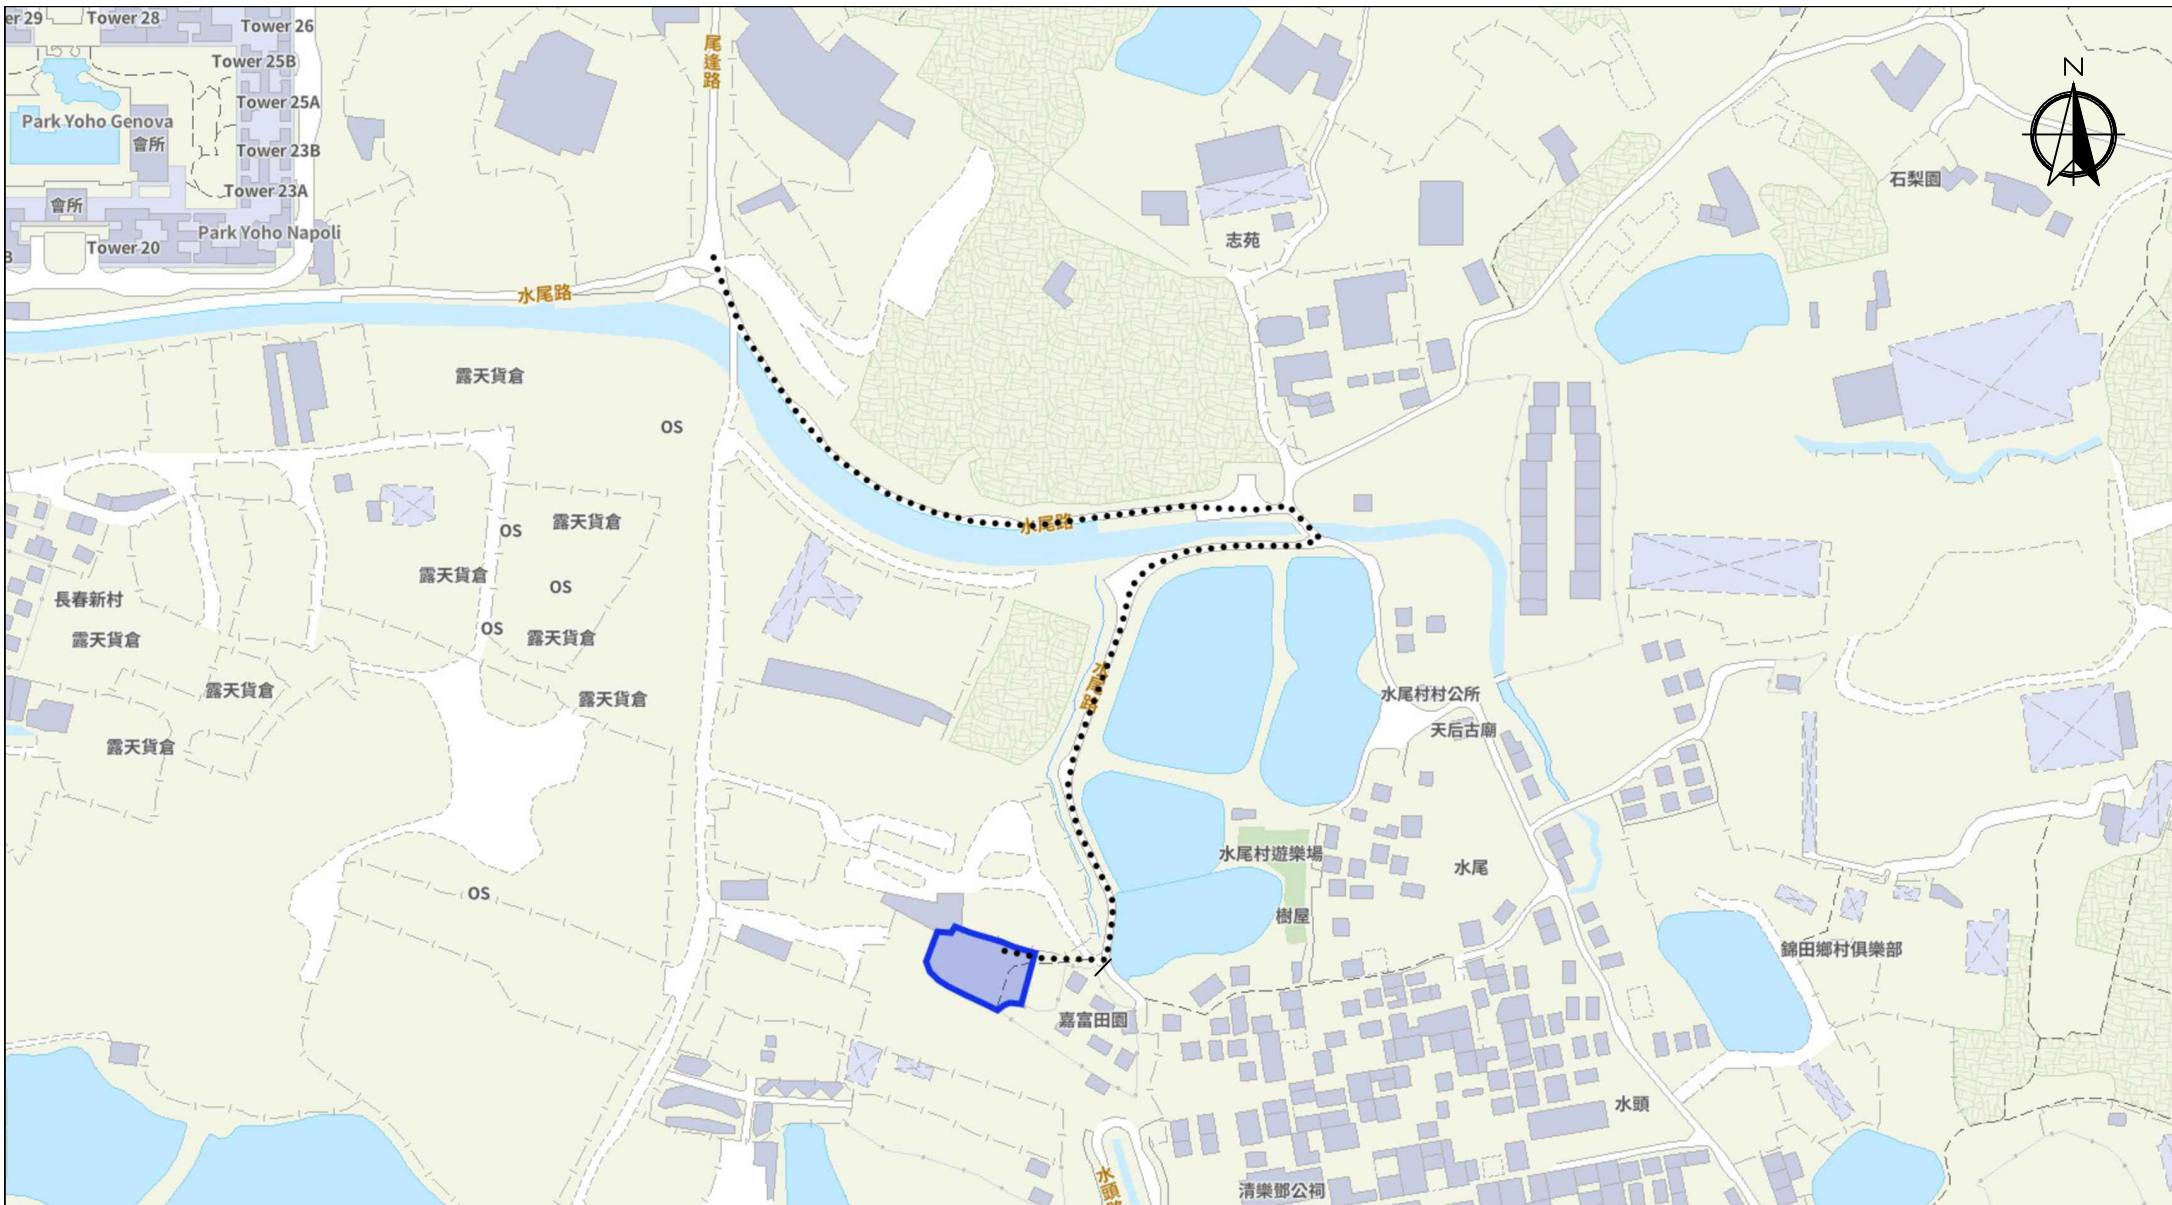 er 29
Tower 28
Tower 26
Tower 25B
Tower 25A
Park Yoho Genova
會所
Tower 23B
Tower 23A
會所
Park Yoho Napoli
Tower 20
尾逢路
N
石梨園
志苑
水尾路
露天貨倉
OS
OS
露天貨倉
水尾路
露天貨倉
OS
長春新村
露天貨倉
OS
露天貨倉
露天貨倉
露天貨倉
露天貨倉
水尾路
水尾村村公所
天后古廟
水尾村遊樂場
水尾
OS
樹屋
錦田鄉村俱樂部
嘉富田園
水頭
清樂鄧公祠
水頭